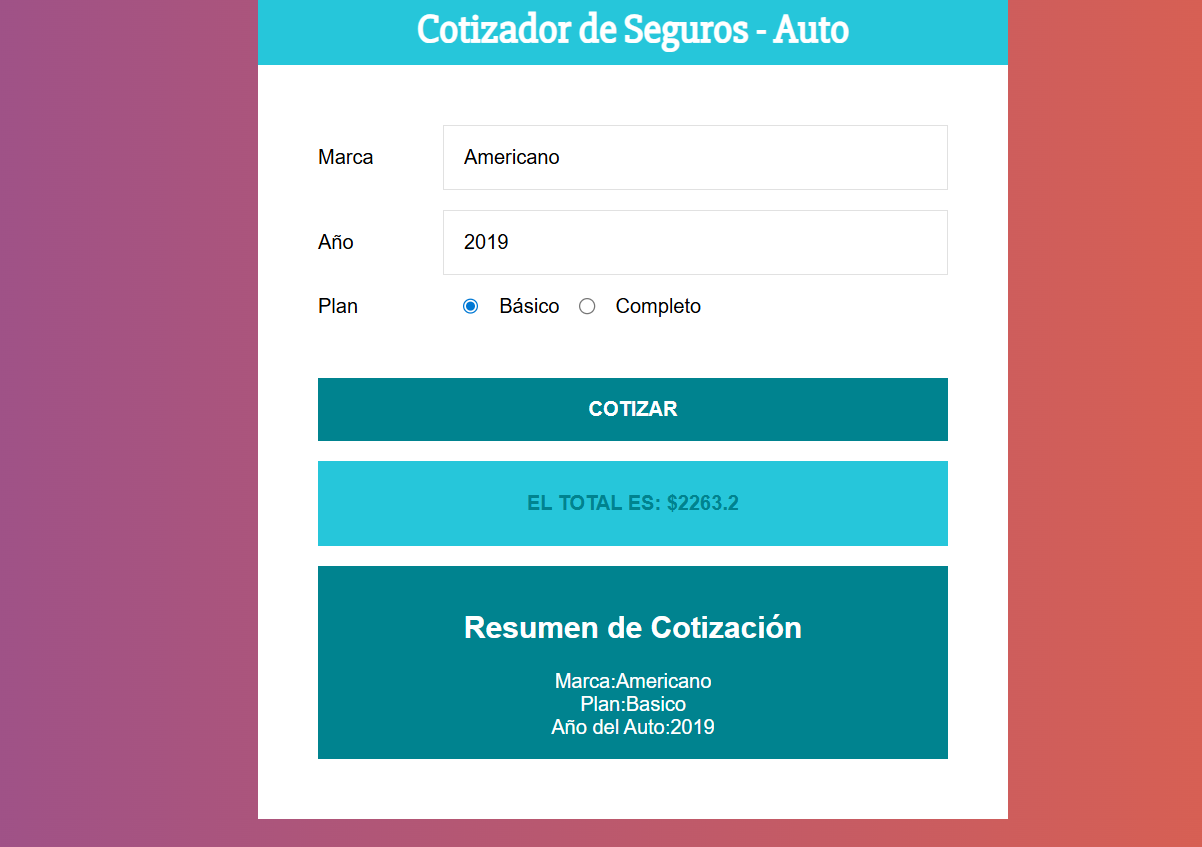 Cotizador de Seguros - Auto
Marca Americano
Año 2019
Plan Básico Completo
COTIZAR
EL TOTAL ES: $2263.2
Resumen de Cotización
Marca:Americano
Plan:Basico
Año del Auto:2019